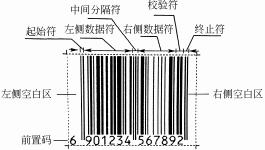 校验符
中间分隔符
起始符 左侧数据符 右侧数据符 终止符
左侧空白区 右侧空白区
前置码 6 901234 567892